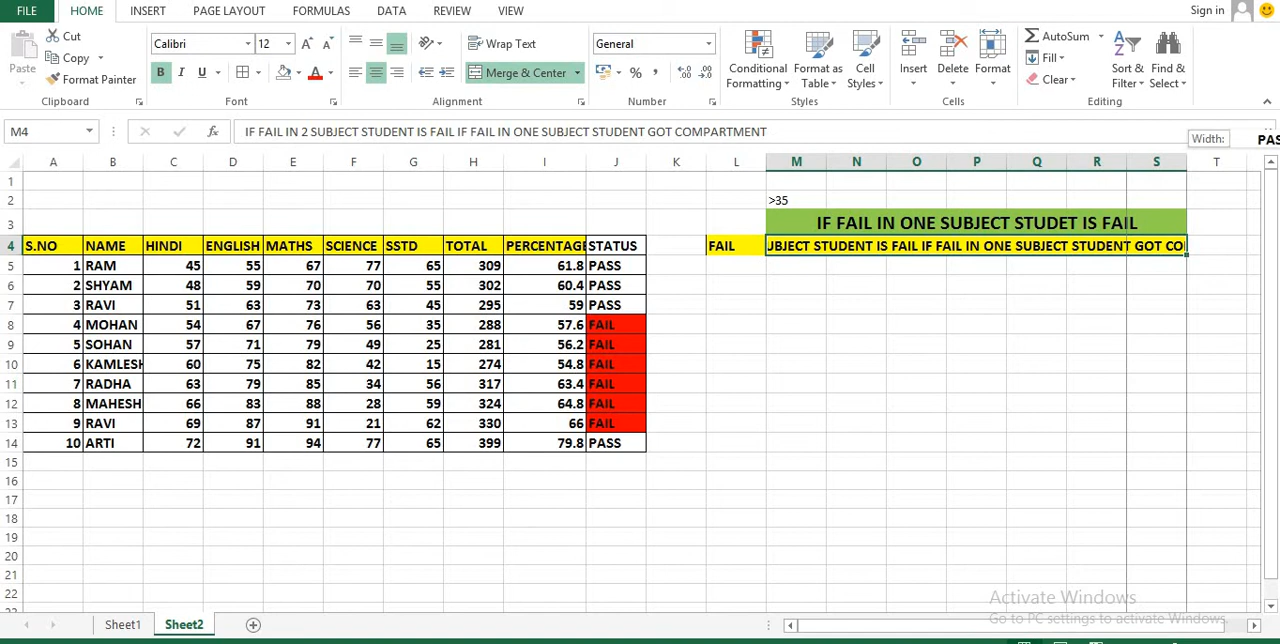 FILE HOME INSERT PAGE LAYOUT FORMULAS DATA REVIEW VIEW Sign in
Cut
Copy
Format Painter
Paste
Clipboard
Calibri 12
B I U
Font
Wrap Text
Merge & Center
Alignment
General
%
Number
Conditional Formatting
Format as Table
Cell Styles
Styles
Insert
Delete
Format
Cells
AutoSum
Fill
Clear
Sort & Filter
Find & Select
Editing
M4 fx IF FAIL IN 2 SUBJECT STUDENT IS FAIL IF FAIL IN ONE SUBJECT STUDENT GOT COMPARTMENT
Width: PAS
A B C D E F G H I J K L M N O P Q R S T
1
2 >35
3 IF FAIL IN ONE SUBJECT STUDET IS FAIL
4 S.NO NAME HINDI ENGLISH MATHS SCIENCE SSTD TOTAL PERCENTAGE STATUS FAIL UBJECT STUDENT IS FAIL IF FAIL IN ONE SUBJECT STUDENT GOT CO
5 1 RAM 45 55 67 77 65 309 61.8 PASS
6 2 SHYAM 48 59 70 70 55 302 60.4 PASS
7 3 RAVI 51 63 73 63 45 295 59 PASS
8 4 MOHAN 54 67 76 56 35 288 57.6 FAIL
9 5 SOHAN 57 71 79 49 25 281 56.2 FAIL
10 6 KAMLESH 60 75 82 42 15 274 54.8 FAIL
11 7 RADHA 63 79 85 34 56 317 63.4 FAIL
12 8 MAHESH 66 83 88 28 59 324 64.8 FAIL
13 9 RAVI 69 87 91 21 62 330 66 FAIL
14 10 ARTI 72 91 94 77 65 399 79.8 PASS
15
16
17
18
19
20
21
22
Activate Windows
Go to PC settings to activate Windows.
Sheet1 Sheet2